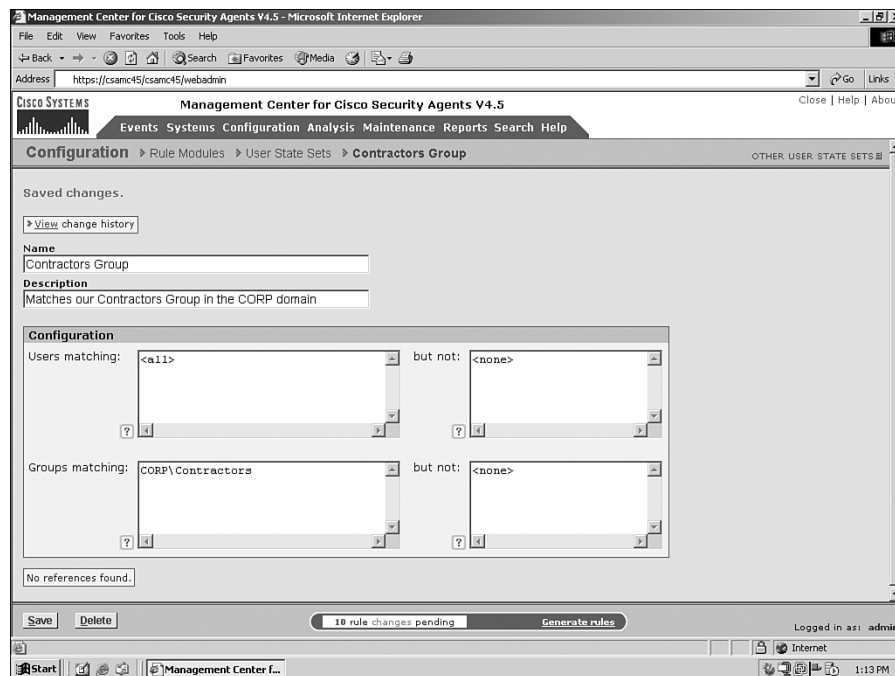 Management Center for Cisco Security Agents V4.5 - Microsoft Internet Explorer
File Edit View Favorites Tools Help
Back Search Favorites Media
Address https://csamc45/csamc45/webadmin Go Links
CISCO SYSTEMS Management Center for Cisco Security Agents V4.5 Close | Help | Abou
Events Systems Configuration Analysis Maintenance Reports Search Help
Configuration Rule Modules User State Sets Contractors Group OTHER USER STATE SETS
Saved changes.
View change history
Name
Contractors Group
Description
Matches our Contractors Group in the CORP domain
Configuration
Users matching: <all> but not: <none>
?
?
Groups matching: CORP\Contractors but not: <none>
?
?
No references found.
Save Delete 10 rule changes pending Generate rules Logged in as: admin
Internet
Start Management Center f... 1:13 PM